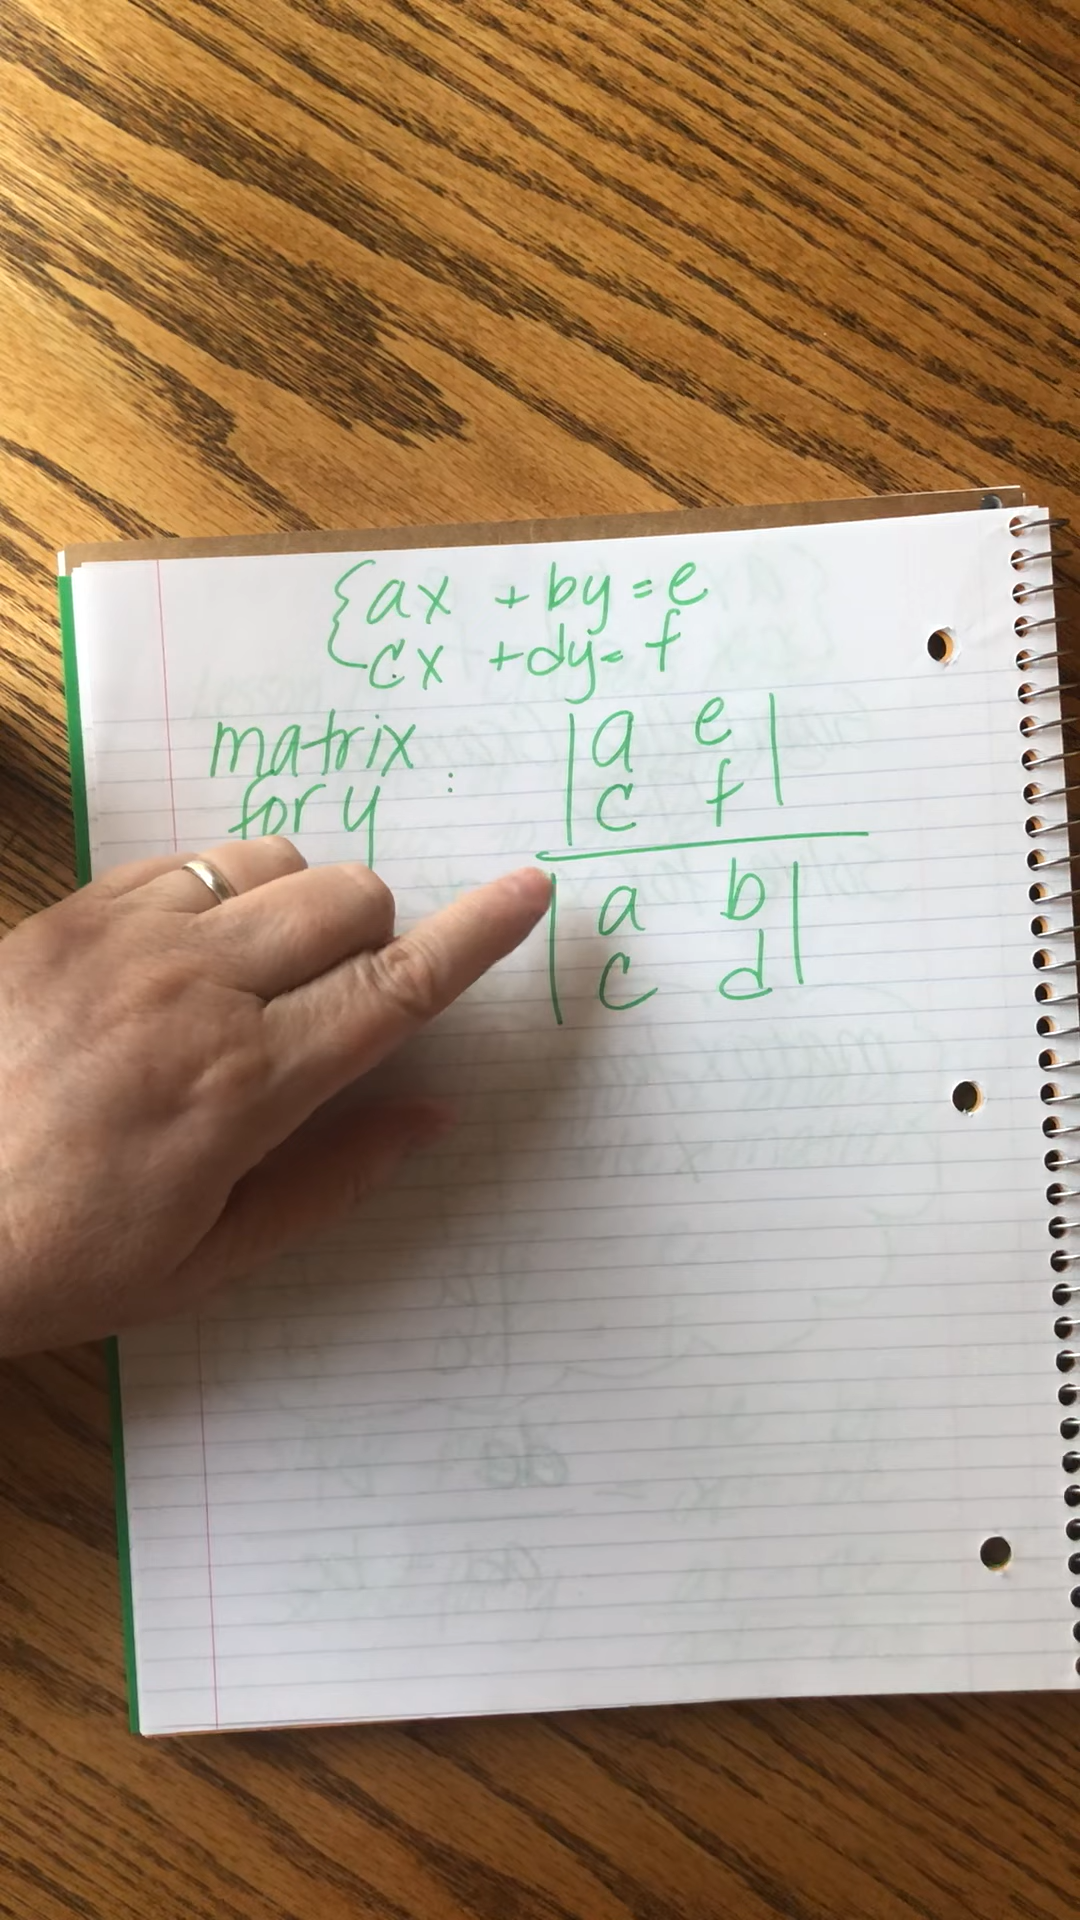 {ax + by = e
cx + dy = f
matrix
for y :
|a e|
|c f|
|a b|
|c d|